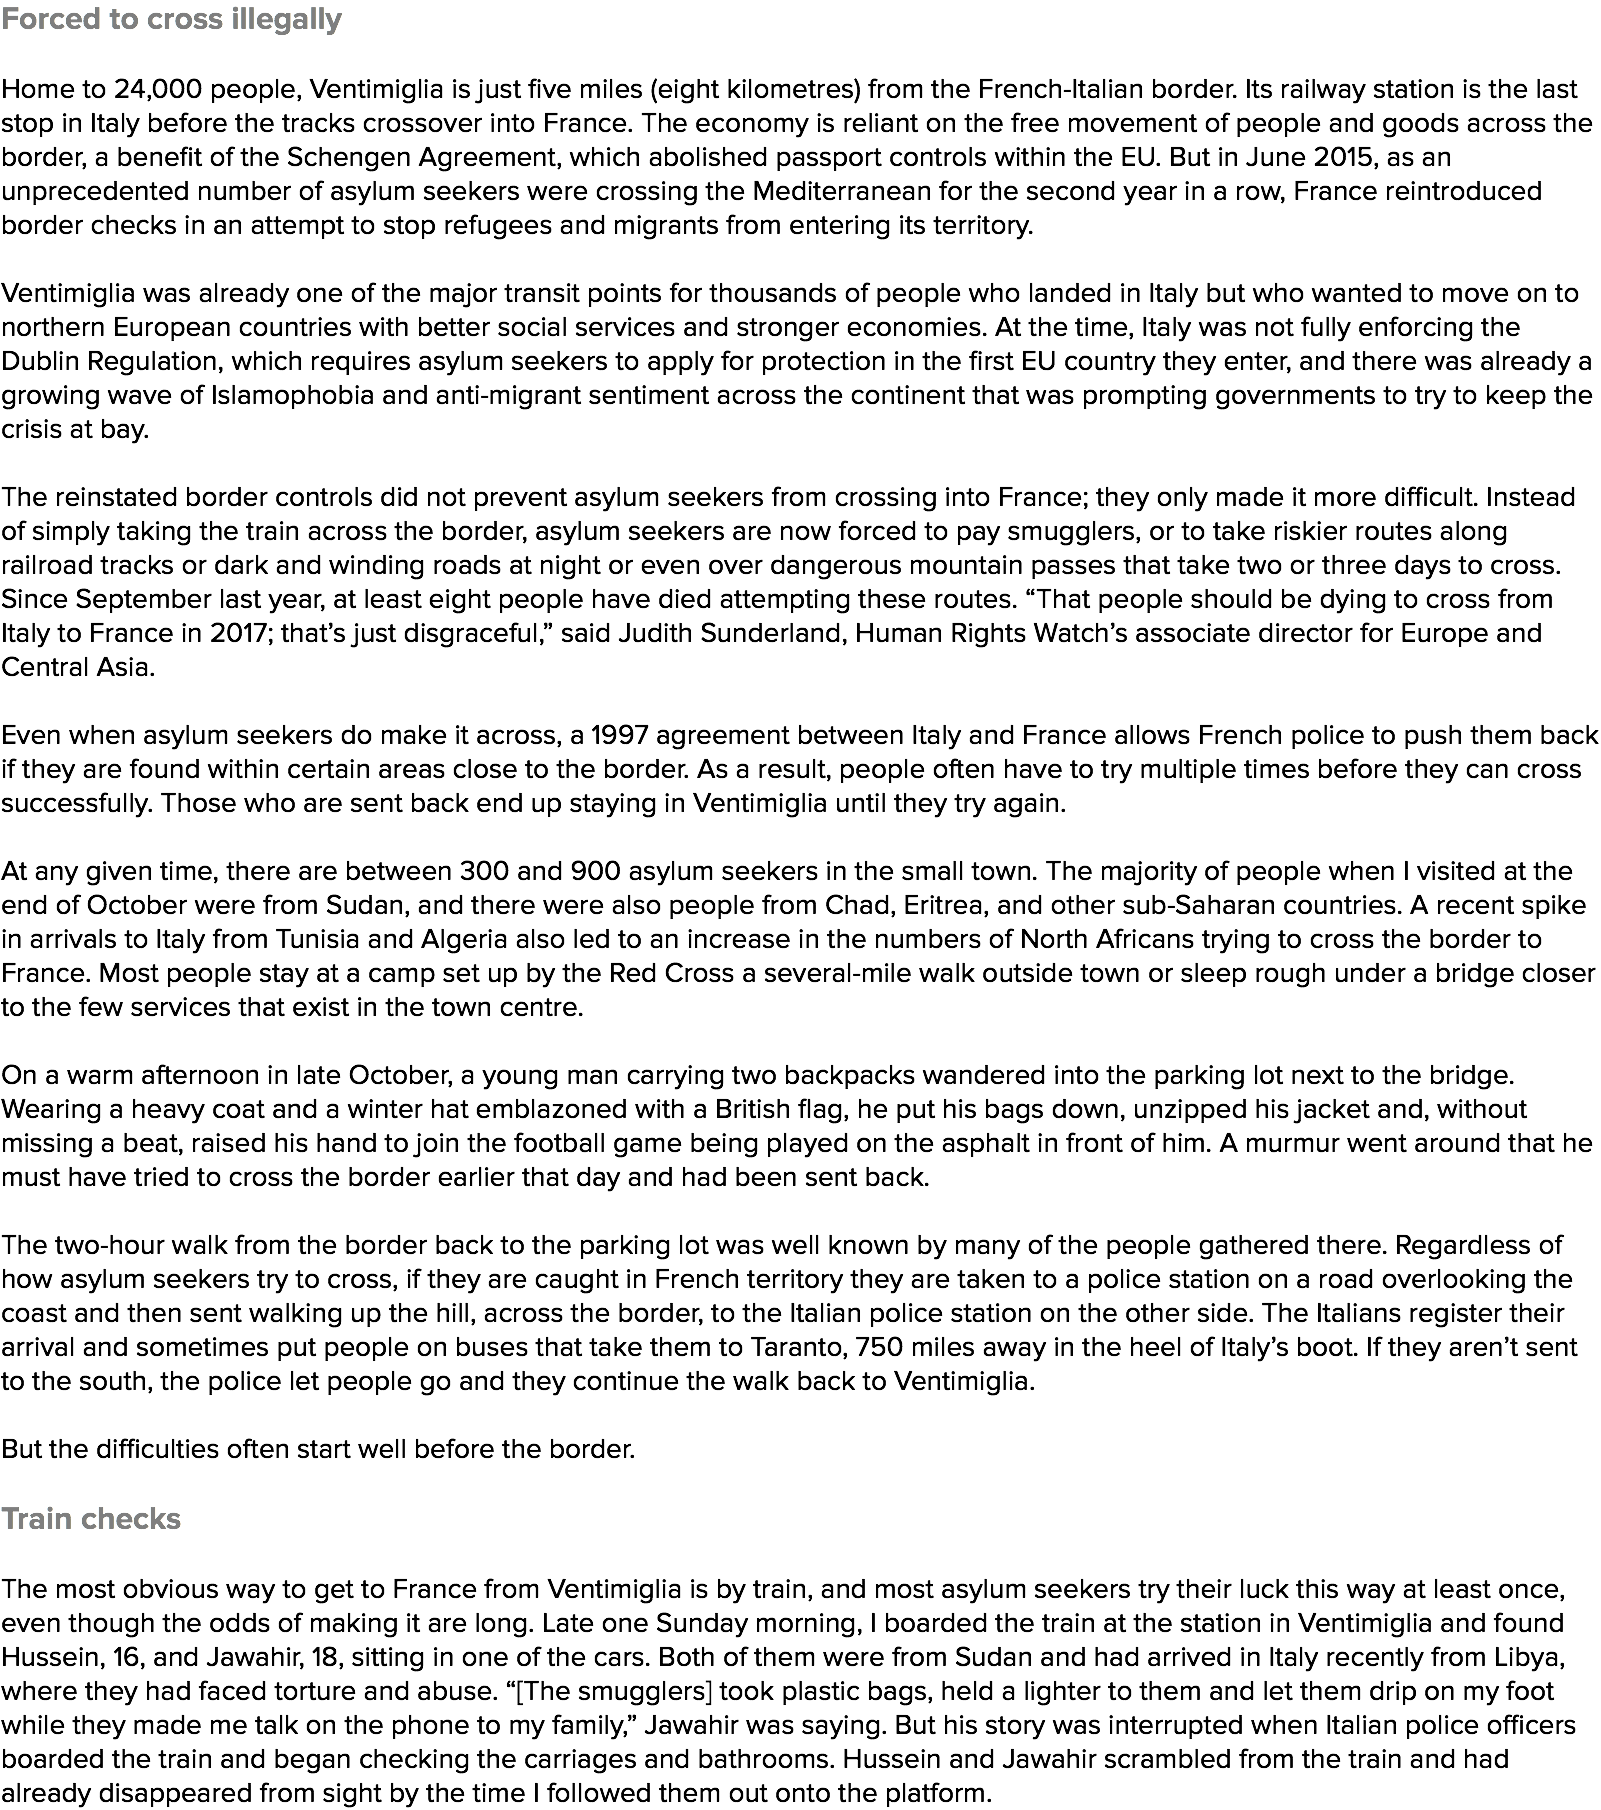 Forced to cross illegally
Home to 24,000 people, Ventimiglia is just five miles (eight kilometres) from the French-Italian border. Its railway station is the last
stop in Italy before the tracks crossover into France. The economy is reliant on the free movement of people and goods across the
border, a benefit of the Schengen Agreement, which abolished passport controls within the EU. But in June 2015, as an
unprecedented number of asylum seekers were crossing the Mediterranean for the second year in a row, France reintroduced
border checks in an attempt to stop refugees and migrants from entering its territory.
Ventimiglia was already one of the major transit points for thousands of people who landed in Italy but who wanted to move on to
northern European countries with better social services and stronger economies. At the time, Italy was not fully enforcing the
Dublin Regulation, which requires asylum seekers to apply for protection in the first EU country they enter, and there was already a
growing wave of Islamophobia and anti-migrant sentiment across the continent that was prompting governments to try to keep the
crisis at bay.
The reinstated border controls did not prevent asylum seekers from crossing into France; they only made it more difficult. Instead
of simply taking the train across the border, asylum seekers are now forced to pay smugglers, or to take riskier routes along
railroad tracks or dark and winding roads at night or even over dangerous mountain passes that take two or three days to cross.
Since September last year, at least eight people have died attempting these routes. “That people should be dying to cross from
Italy to France in 2017; that’s just disgraceful,” said Judith Sunderland, Human Rights Watch’s associate director for Europe and
Central Asia.
Even when asylum seekers do make it across, a 1997 agreement between Italy and France allows French police to push them back
if they are found within certain areas close to the border. As a result, people often have to try multiple times before they can cross
successfully. Those who are sent back end up staying in Ventimiglia until they try again.
At any given time, there are between 300 and 900 asylum seekers in the small town. The majority of people when I visited at the
end of October were from Sudan, and there were also people from Chad, Eritrea, and other sub-Saharan countries. A recent spike
in arrivals to Italy from Tunisia and Algeria also led to an increase in the numbers of North Africans trying to cross the border to
France. Most people stay at a camp set up by the Red Cross a several-mile walk outside town or sleep rough under a bridge closer
to the few services that exist in the town centre.
On a warm afternoon in late October, a young man carrying two backpacks wandered into the parking lot next to the bridge.
Wearing a heavy coat and a winter hat emblazoned with a British flag, he put his bags down, unzipped his jacket and, without
missing a beat, raised his hand to join the football game being played on the asphalt in front of him. A murmur went around that he
must have tried to cross the border earlier that day and had been sent back.
The two-hour walk from the border back to the parking lot was well known by many of the people gathered there. Regardless of
how asylum seekers try to cross, if they are caught in French territory they are taken to a police station on a road overlooking the
coast and then sent walking up the hill, across the border, to the Italian police station on the other side. The Italians register their
arrival and sometimes put people on buses that take them to Taranto, 750 miles away in the heel of Italy’s boot. If they aren’t sent
to the south, the police let people go and they continue the walk back to Ventimiglia.
But the difficulties often start well before the border.
Train checks
The most obvious way to get to France from Ventimiglia is by train, and most asylum seekers try their luck this way at least once,
even though the odds of making it are long. Late one Sunday morning, I boarded the train at the station in Ventimiglia and found
Hussein, 16, and Jawahir, 18, sitting in one of the cars. Both of them were from Sudan and had arrived in Italy recently from Libya,
where they had faced torture and abuse. “[The smugglers] took plastic bags, held a lighter to them and let them drip on my foot
while they made me talk on the phone to my family,” Jawahir was saying. But his story was interrupted when Italian police officers
boarded the train and began checking the carriages and bathrooms. Hussein and Jawahir scrambled from the train and had
already disappeared from sight by the time I followed them out onto the platform.